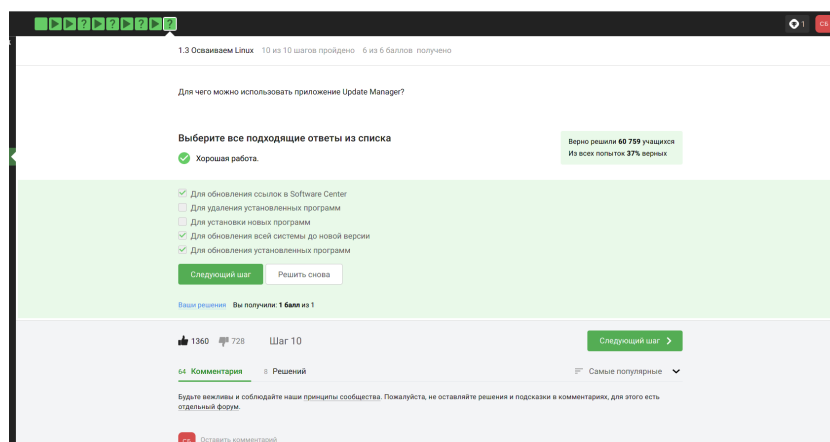 1
СБ
1.3 Осваиваем Linux 10 из 10 шагов пройдено 6 из 6 баллов получено
Для чего можно использовать приложение Update Manager?
Выберите все подходящие ответы из списка
Хорошая работа.
Верно решили 60 759 учащихся
Из всех попыток 37% верных
Для обновления ссылок в Software Center
Для удаления установленных программ
Для установки новых программ
Для обновления всей системы до новой версии
Для обновления установленных программ
Следующий шаг Решить снова
Ваши решения Вы получили: 1 балл из 1
1360 728 Шаг 10 Следующий шаг
64 Комментария 8 Решений Самые популярные
Будьте вежливы и соблюдайте наши принципы сообщества. Пожалуйста, не оставляйте решения и подсказки в комментариях, для этого есть
отдельный форум.
СБ Оставить комментарий